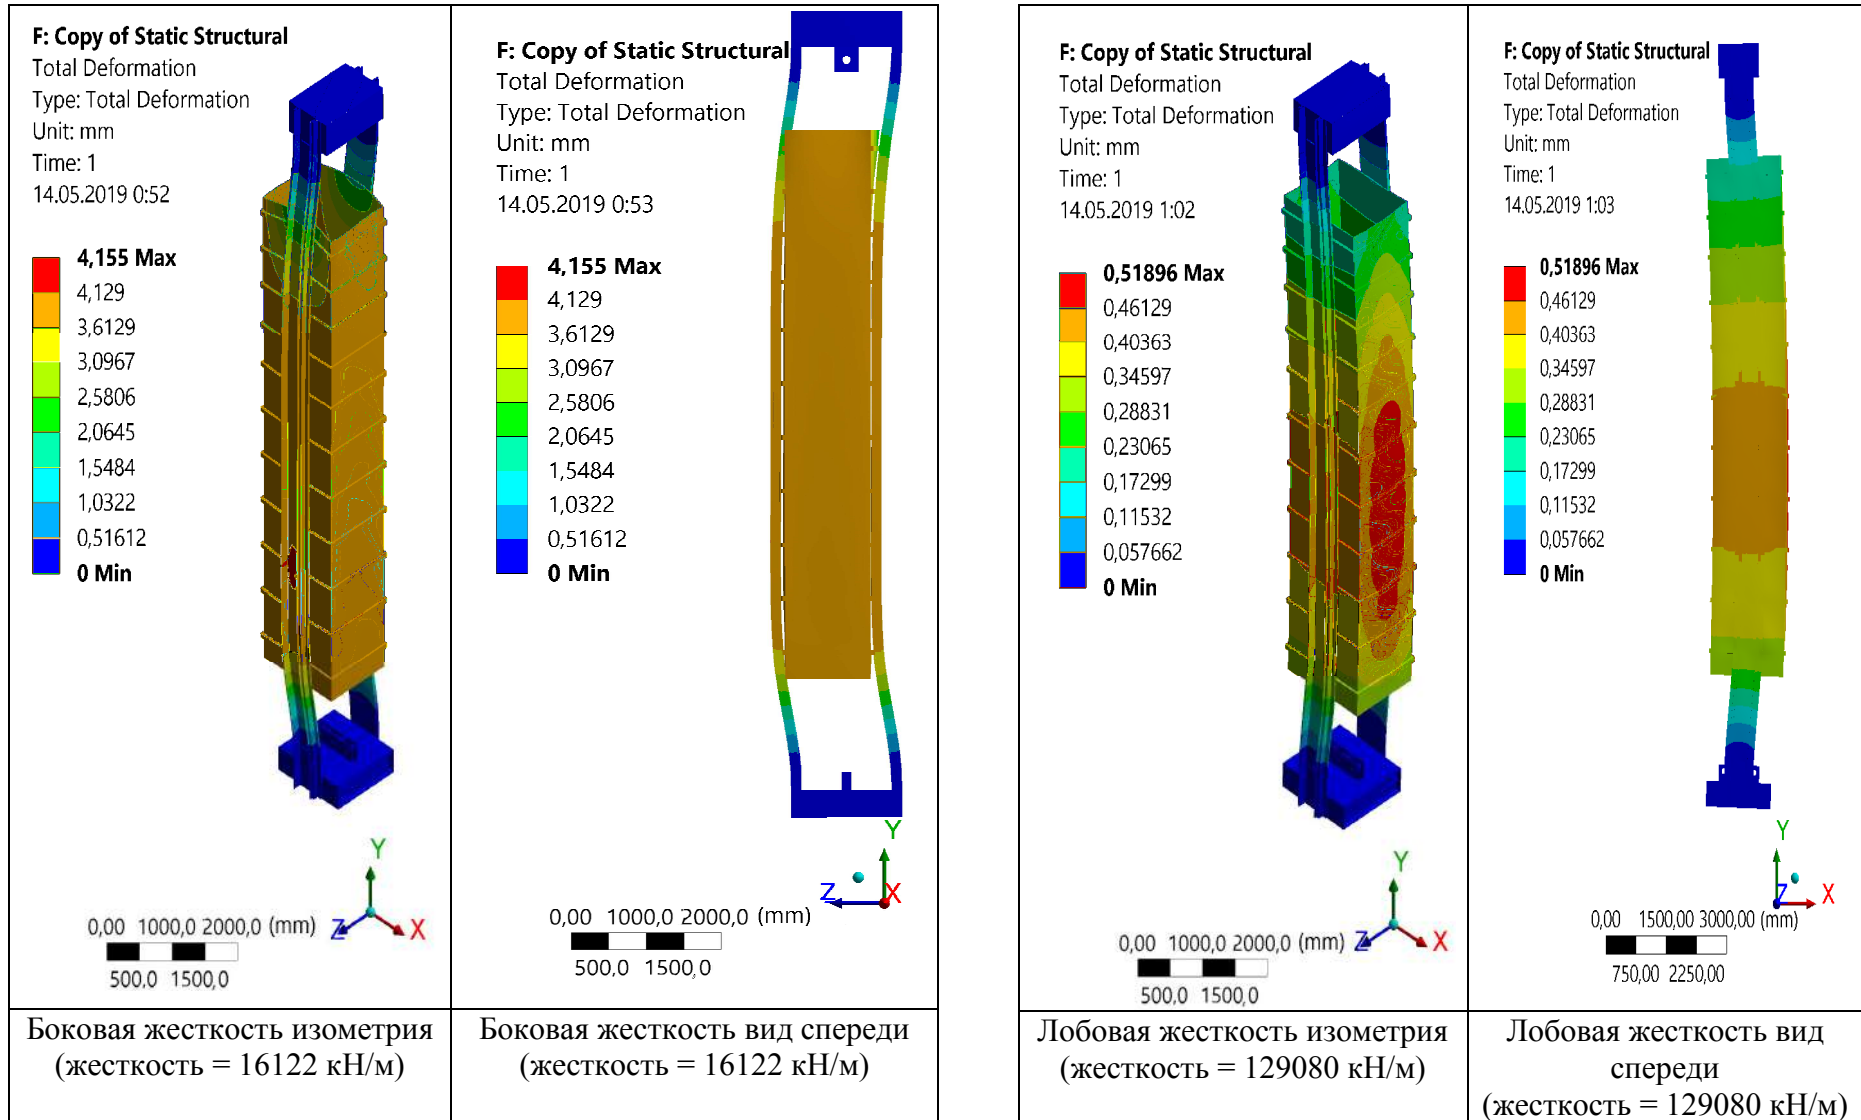 F: Copy of Static Structural
Total Deformation
Type: Total Deformation
Unit: mm
Time: 1
14.05.2019 0:52
4,155 Max
4,129
3,6129
3,0967
2,5806
2,0645
1,5484
1,0322
0,51612
0 Min
Y
Z
X
0,00 1000,0 2000,0 (mm)
500,0 1500,0
Боковая жесткость изометрия
(жесткость = 16122 кН/м)
F: Copy of Static Structural
Total Deformation
Type: Total Deformation
Unit: mm
Time: 1
14.05.2019 0:53
4,155 Max
4,129
3,6129
3,0967
2,5806
2,0645
1,5484
1,0322
0,51612
0 Min
Y
Z
X
0,00 1000,0 2000,0 (mm)
500,0 1500,0
Боковая жесткость вид спереди
(жесткость = 16122 кН/м)
F: Copy of Static Structural
Total Deformation
Type: Total Deformation
Unit: mm
Time: 1
14.05.2019 1:02
0,51896 Max
0,46129
0,40363
0,34597
0,28831
0,23065
0,17299
0,11532
0,057662
0 Min
Y
Z
X
0,00 1000,0 2000,0 (mm)
500,0 1500,0
Лобовая жесткость изометрия
(жесткость = 129080 кН/м)
F: Copy of Static Structural
Total Deformation
Type: Total Deformation
Unit: mm
Time: 1
14.05.2019 1:03
0,51896 Max
0,46129
0,40363
0,34597
0,28831
0,23065
0,17299
0,11532
0,057662
0 Min
Y
Z
X
0,00 1500,00 3000,00 (mm)
750,00 2250,00
Лобовая жесткость вид
спереди
(жесткость = 129080 кН/м)